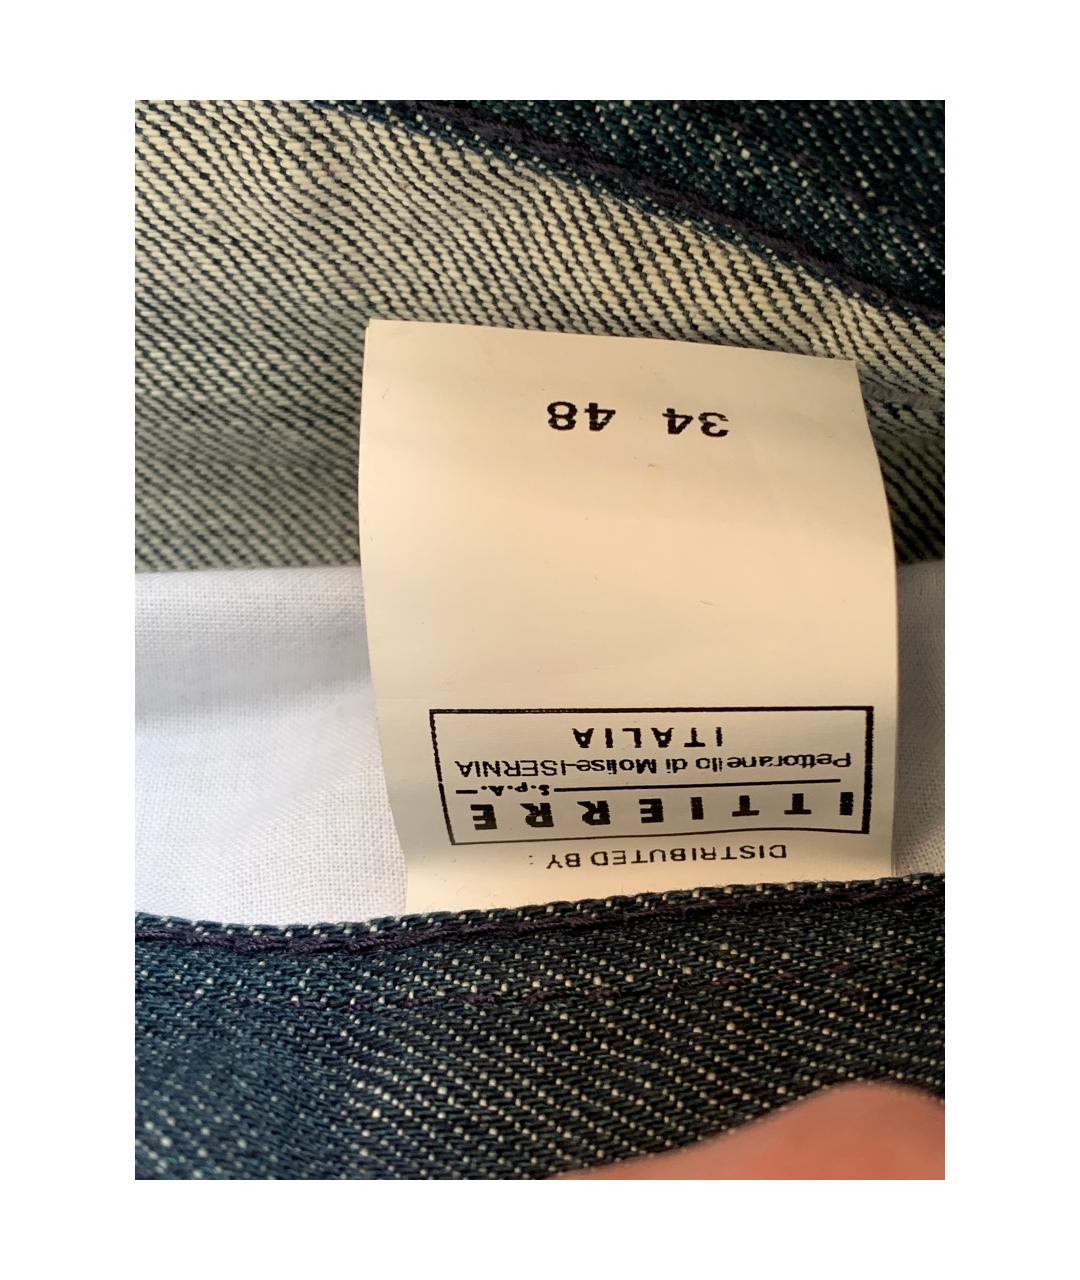 DISTRIBUTED BY :
ITTIERRE
S.p.A.
Pettoranello di Molise-ISERNIA
ITALIA
34 48